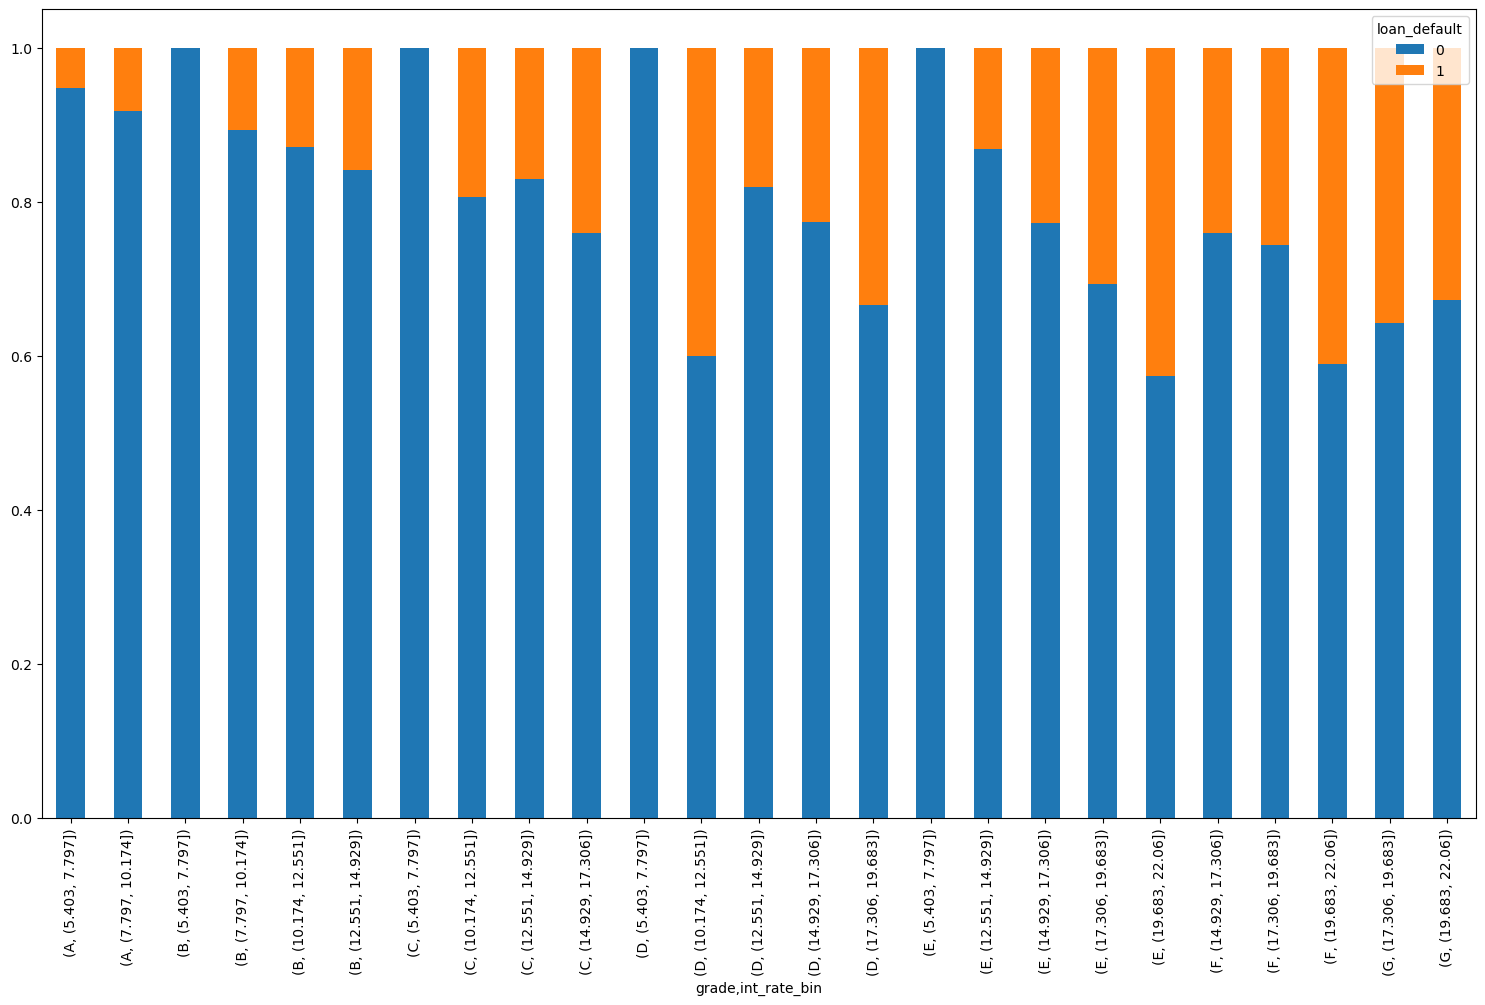 loan_default
0
1
1.0
0.8
0.6
0.4
0.2
0.0
(A, (5.403, 7.797])
(A, (7.797, 10.174])
(B, (5.403, 7.797])
(B, (7.797, 10.174])
(B, (10.174, 12.551])
(B, (12.551, 14.929])
(C, (5.403, 7.797])
(C, (10.174, 12.551])
(C, (12.551, 14.929])
(C, (14.929, 17.306])
(D, (5.403, 7.797])
(D, (10.174, 12.551])
(D, (12.551, 14.929])
(D, (14.929, 17.306])
(D, (17.306, 19.683])
(E, (5.403, 7.797])
(E, (12.551, 14.929])
(E, (14.929, 17.306])
(E, (17.306, 19.683])
(E, (19.683, 22.06])
(F, (14.929, 17.306])
(F, (17.306, 19.683])
(F, (19.683, 22.06])
(G, (17.306, 19.683])
(G, (19.683, 22.06])
grade,int_rate_bin